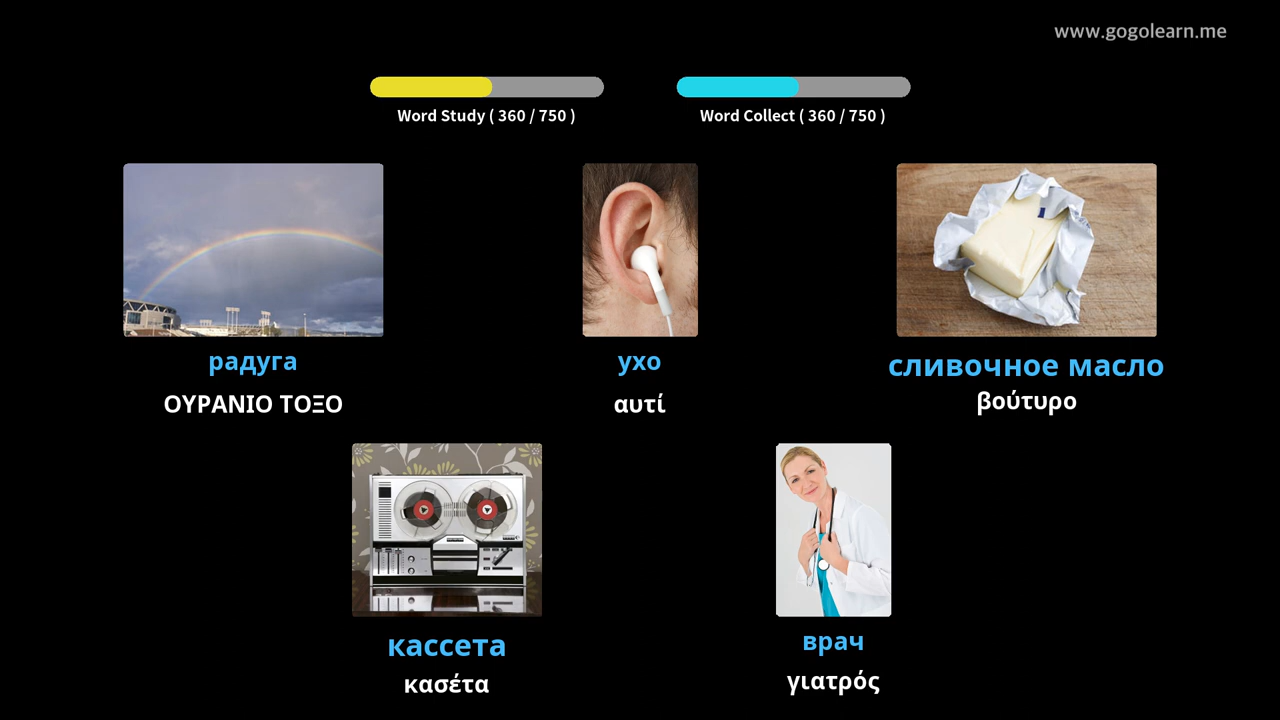 www.gogolearn.me
Word Study ( 360 / 750 )
Word Collect ( 360 / 750 )
радуга
ΟΥΡΑΝΙΟ ΤΟΞΟ
ухо
αυτί
сливочное масло
βούτυρο
кассета
κασέτα
врач
γιατρός